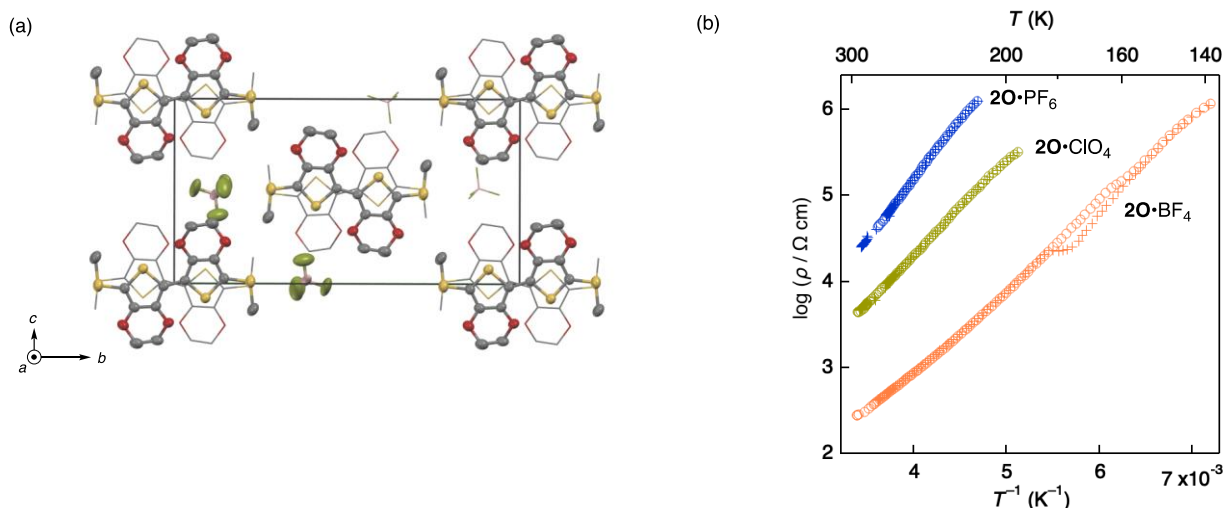 (a)
c
a
b
(b)
T (K)
300
200
160
140
6
5
4
3
2
log (ρ / Ω cm)
2O•PF₆
2O•ClO₄
2O•BF₄
4
5
6
7 x10⁻³
T⁻¹ (K⁻¹)